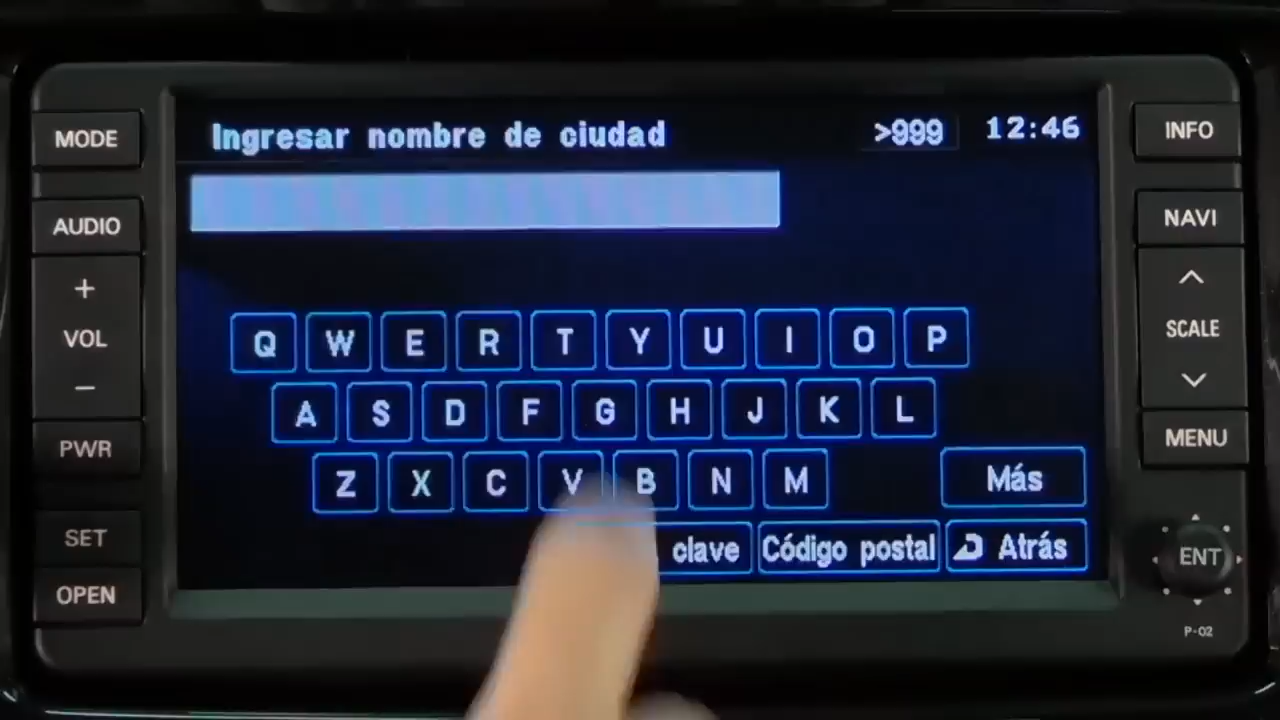 MODE
AUDIO
+
VOL
−
PWR
SET
OPEN
Ingresar nombre de ciudad >999 12:46
Q W E R T Y U I O P
A S D F G H J K L
Z X C V B N M Más
clave Código postal Atrás
INFO
NAVI
SCALE
MENU
ENT
P-02